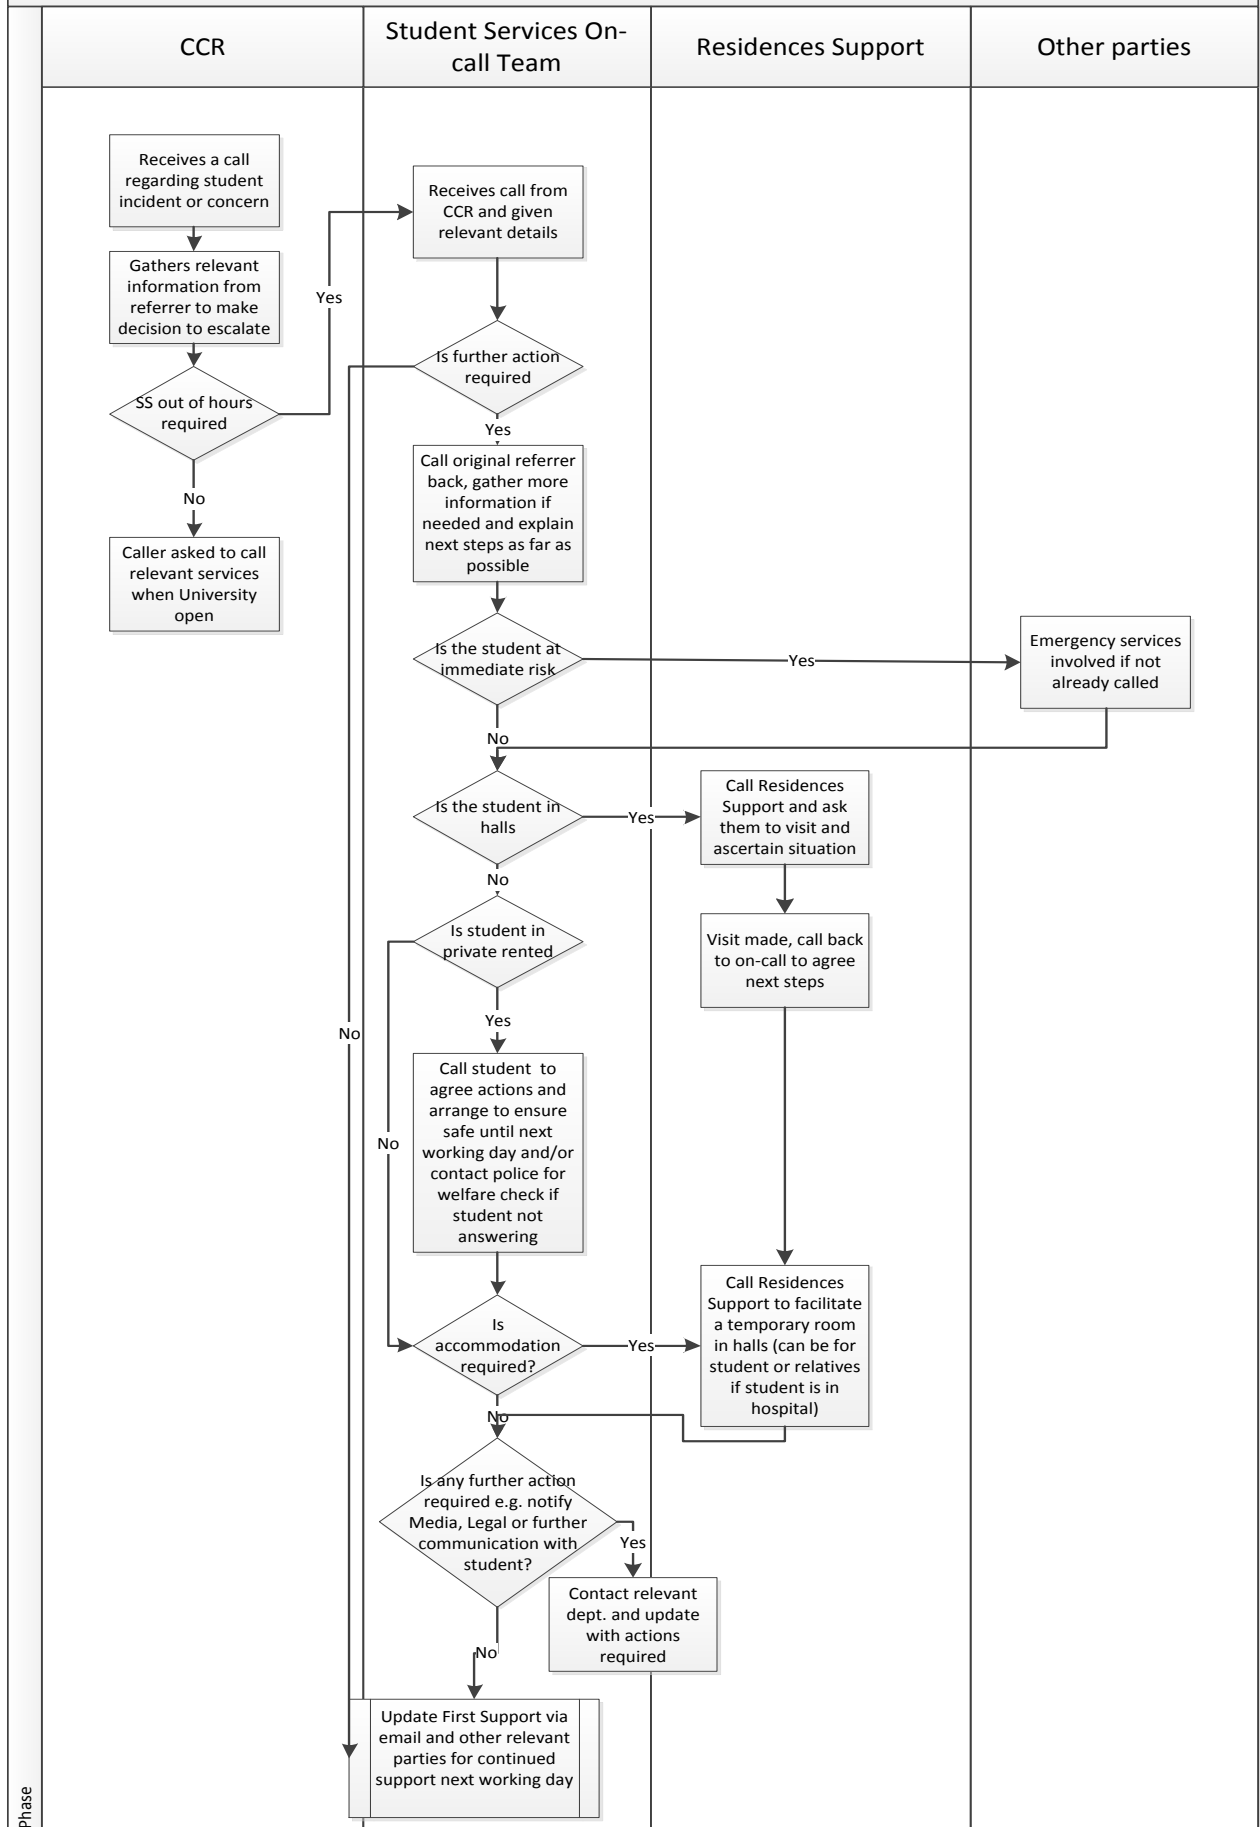 CCR
Student Services On-
call Team
Residences Support
Other parties
Receives a call
regarding student
incident or concern
Gathers relevant
information from
referrer to make
decision to escalate
SS out of hours
required
Yes
No
Caller asked to call
relevant services
when University
open
Receives call from
CCR and given
relevant details
Is further action
required
Yes
Call original referrer
back, gather more
information if
needed and explain
next steps as far as
possible
Is the student at
immediate risk
Yes
Emergency services
involved if not
already called
No
Is the student in
halls
Yes
Call Residences
Support and ask
them to visit and
ascertain situation
No
Is student in
private rented
Visit made, call back
to on-call to agree
next steps
Yes
No
Call student to
agree actions and
arrange to ensure
safe until next
working day and/or
contact police for
welfare check if
student not
answering
No
Is
accommodation
required?
Yes
Call Residences
Support to facilitate
a temporary room
in halls (can be for
student or relatives
if student is in
hospital)
No
Is any further action
required e.g. notify
Media, Legal or further
communication with
student?
Yes
Contact relevant
dept. and update
with actions
required
No
Update First Support via
email and other relevant
parties for continued
support next working day
Phase